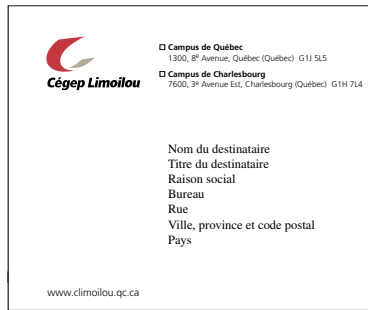 Cégep Limoilou
Campus de Québec
1300, 8e Avenue, Québec (Québec) G1J 5L5
Campus de Charlesbourg
7600, 3e Avenue Est, Charlesbourg (Québec) G1H 7L4
Nom du destinataire
Titre du destinataire
Raison social
Bureau
Rue
Ville, province et code postal
Pays
www.climoilou.qc.ca